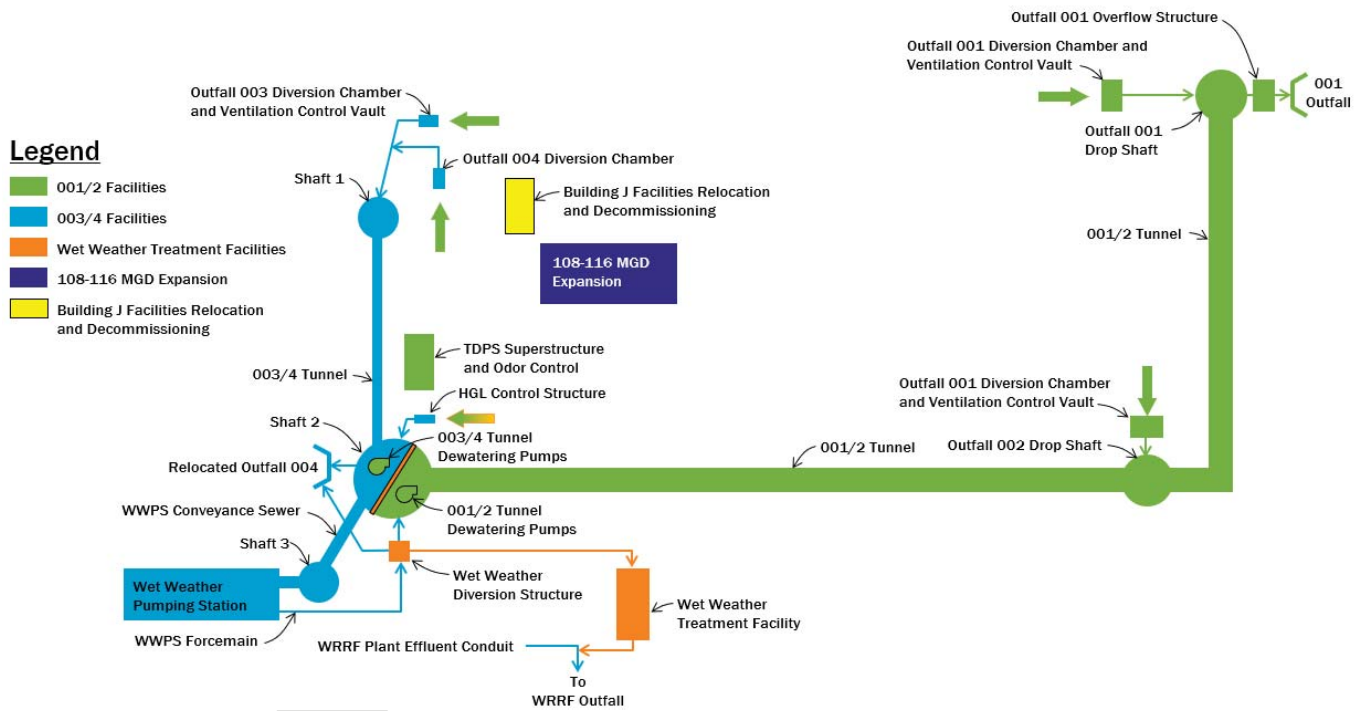 Outfall 001 Overflow Structure
Outfall 001 Diversion Chamber and
Ventilation Control Vault
001
Outfall
Outfall 001
Drop Shaft
Outfall 003 Diversion Chamber
and Ventilation Control Vault
Legend
001/2 Facilities
003/4 Facilities
Wet Weather Treatment Facilities
108-116 MGD Expansion
Building J Facilities Relocation
and Decommissioning
Outfall 004 Diversion Chamber
Shaft 1
Building J Facilities Relocation
and Decommissioning
108-116 MGD
Expansion
001/2 Tunnel
TDPS Superstructure
and Odor Control
003/4 Tunnel
HGL Control Structure
Shaft 2
003/4 Tunnel
Dewatering Pumps
Relocated Outfall 004
Outfall 001 Diversion Chamber
and Ventilation Control Vault
Outfall 002 Drop Shaft
001/2 Tunnel
WWPS Conveyance Sewer
001/2 Tunnel
Dewatering Pumps
Shaft 3
Wet Weather
Pumping Station
Wet Weather
Diversion Structure
Wet Weather
Treatment Facility
WWPS Forcemain
WRRF Plant Effluent Conduit
To
WRRF Outfall